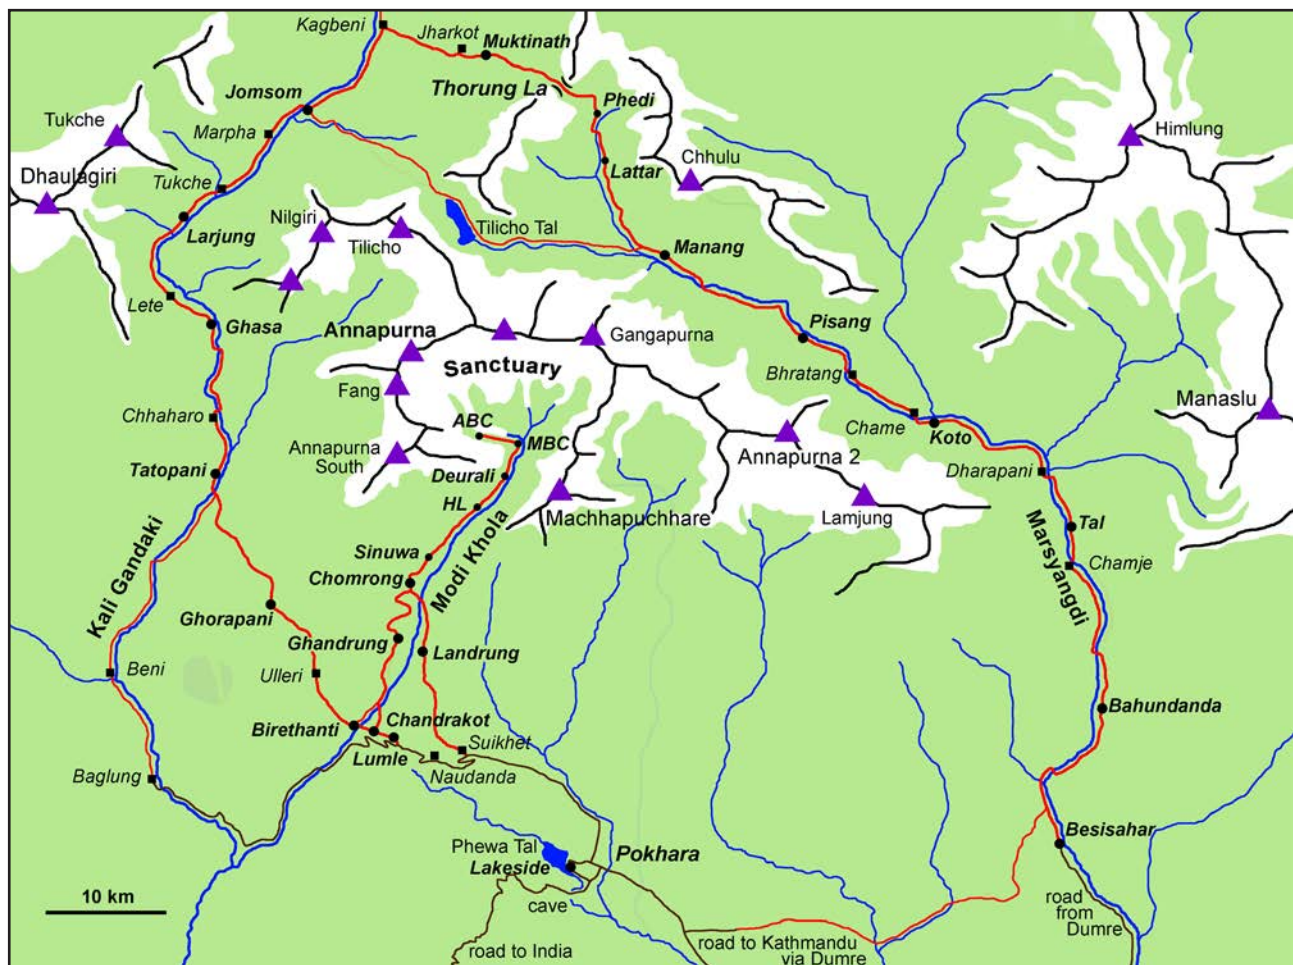 Kagbeni
Jharkot
Muktinath
Thorung La
Jomsom
Phedi
Tukche
Marpha
Himlung
Lattar
Chhulu
Dhaulagiri
Tukche
Nilgiri
Tilicho Tal
Larjung
Tilicho
Manang
Lete
Ghasa
Annapurna
Pisang
Gangapurna
Sanctuary
Bhratang
Fang
Manaslu
Chhaharo
ABC
Chame
Koto
MBC
Annapurna
South
Annapurna 2
Tatopani
Deurali
Dharapani
HL
Machhapuchhare
Lamjung
Tal
Marsyangdi
Sinuwa
Modi Khola
Chamje
Chomrong
Kali Gandaki
Ghorapani
Ghandrung
Landrung
Beni
Ulleri
Bahundanda
Birethanti
Chandrakot
Suikhet
Lumle
Naudanda
Baglung
Besisahar
Phewa Tal
Pokhara
Lakeside
10 km
cave
road
from
Dumre
road to India
road to Kathmandu
via Dumre